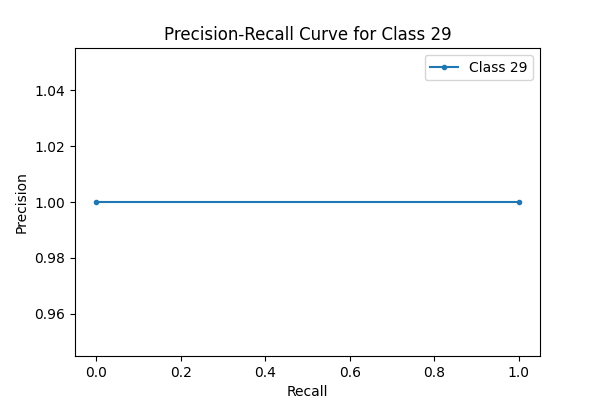 Precision-Recall Curve for Class 29
Class 29
Precision
1.04
1.02
1.00
0.98
0.96
0.0 0.2 0.4 0.6 0.8 1.0
Recall